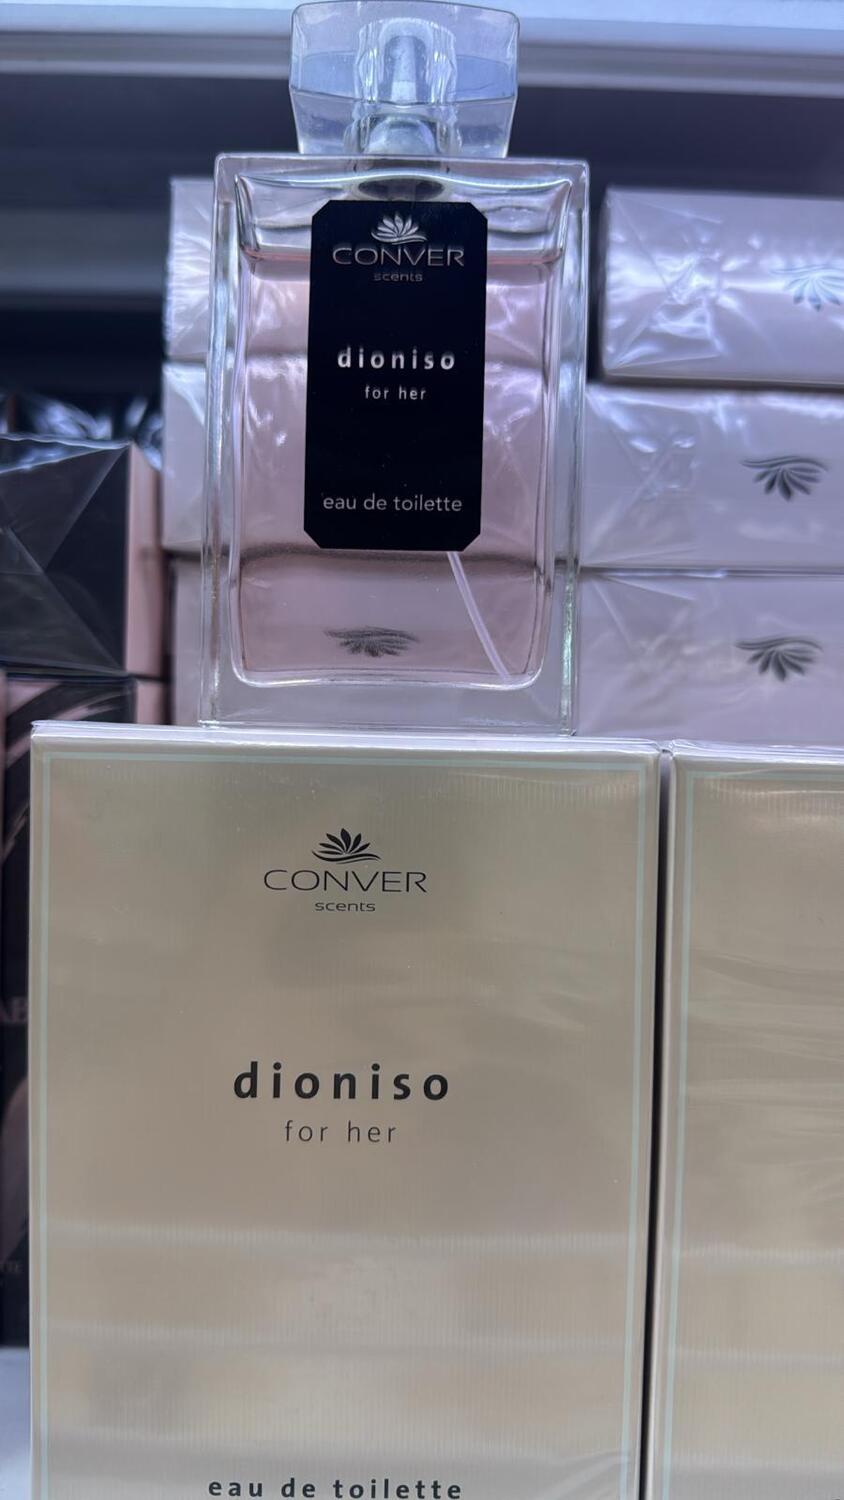 CONVER
scents
dioniso
for her
eau de toilette
CONVER
scents
dioniso
for her
eau de toilette